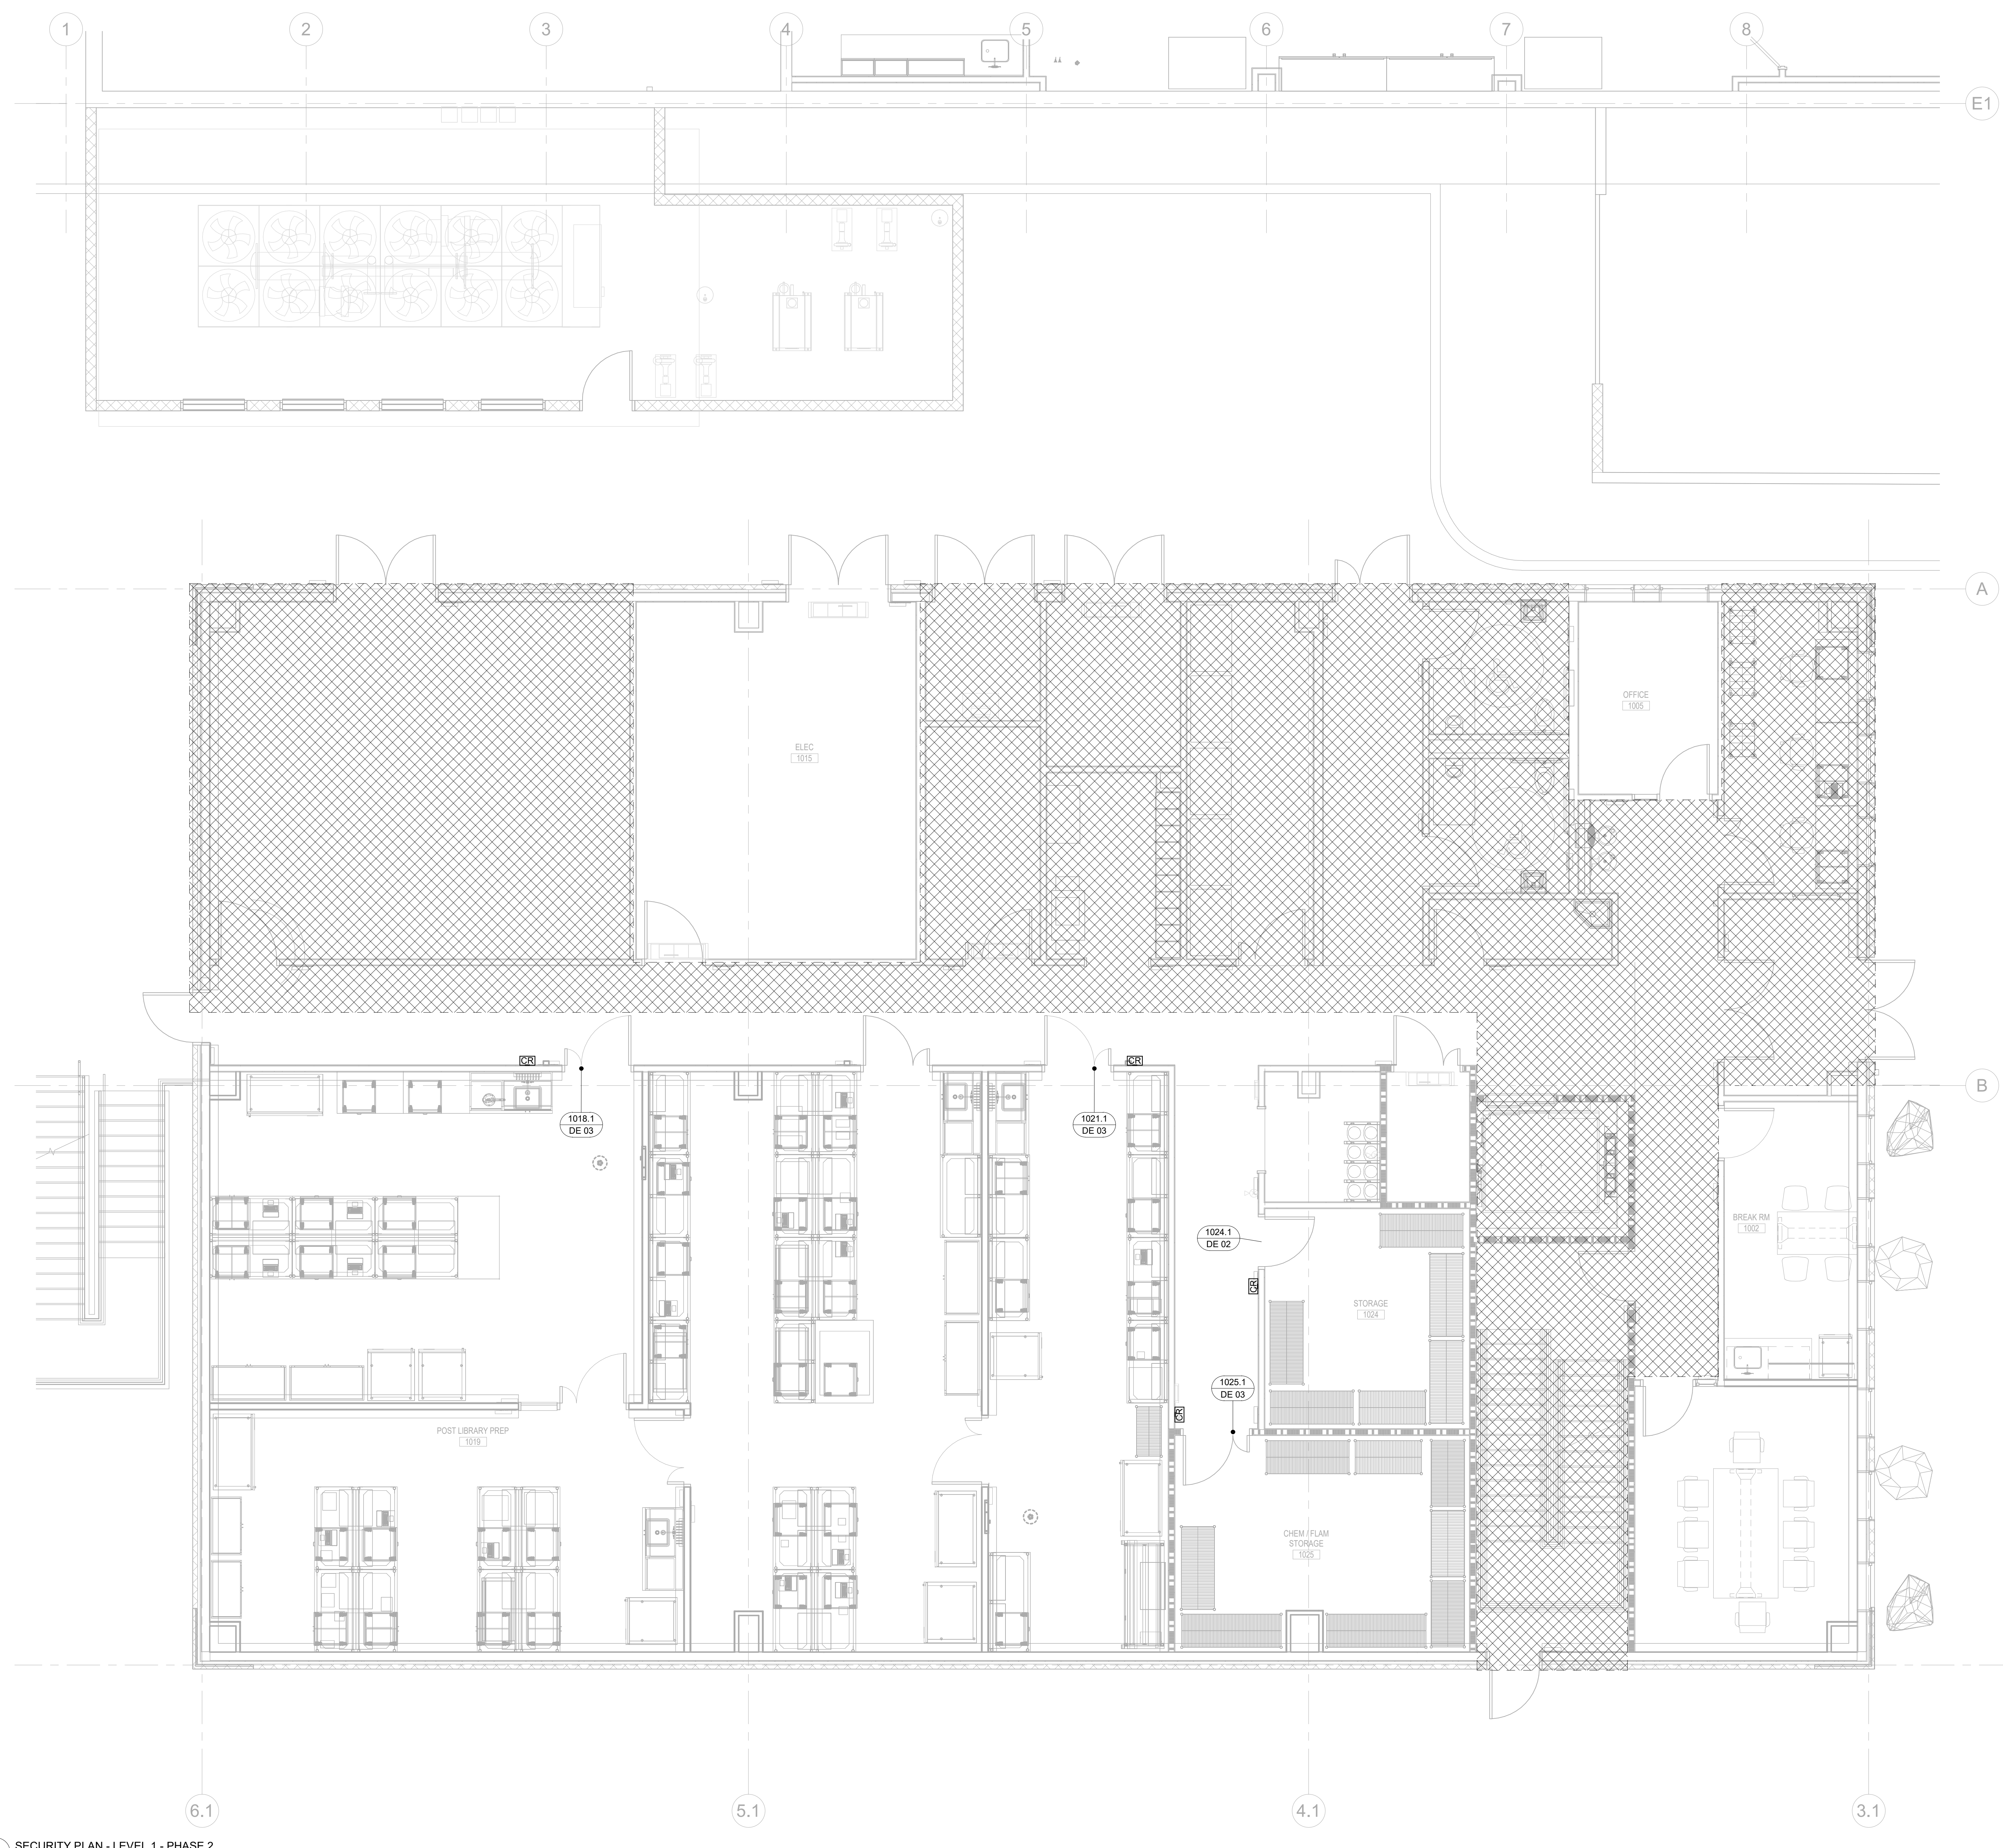 1
2
3
4
5
6
7
8
E1
A
OFFICE
1005
ELEC
1015
CR
CR
B
1018.1
DE 03
1021.1
DE 03
BREAK RM
1002
1024.1
DE 02
CR
STORAGE
1024
1025.1
DE 03
CR
POST LIBRARY PREP
1019
CHEM / FLAM
STORAGE
1025
6.1
5.1
4.1
3.1
SECURITY PLAN - LEVEL 1 - PHASE 2